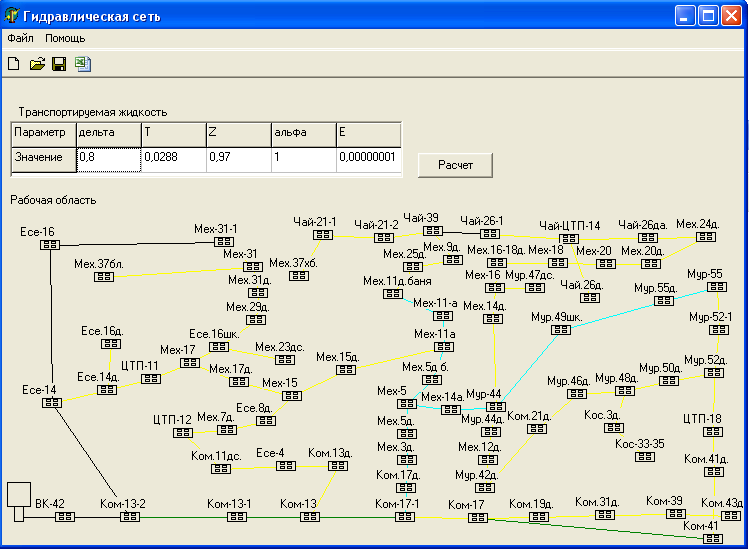 Гидравлическая сеть
Файл Помощь
Транспортируемая жидкость
Параметр дельта T Z альфа E
Значение 0,8 0,0288 0,97 1 0,00000001
Расчет
Рабочая область
Есе-16 Мех-31-1 Чай-21-1 Чай-21-2 Чай-39 Чай-26-1 Чай-ЦТП-14 Чай-26да. Мех.24д.
Мех.37бл. Мех-31 Мех.37хб. Мех.25д. Мех.9д. Мех.16-18д. Мех-18 Мех-20 Мех.20д.
Мех.31д. Мех.11д.баня Мех-16 Мур.47дс. Чай.26д. Мур.55д. Мур-55
Мех.29д. Мех-11-а Мех.14д. Мур.49шк. Мур-52-1
Есе.16д. Есе.16шк. Мех-11а
ЦТП-11 Мех-17 Мех.23дс. Мех.15д.
Есе-14 Есе.14д. Мех.17д. Мех-15 Мех.5д б. Мур.46д. Мур.48д. Мур.50д. Мур.52д.
Мех-5 Мех-14а. Мур-44
ЦТП-12 Мех.7д. Есе.8д. Мех.5д. Мур.44д. Ком.21д. Кос.3д. ЦТП-18
Ком.11дс. Есе-4 Ком.13д. Мех.3д. Мех.12д. Кос-33-35
Ком.17д. Мур.42д. Ком.41д.
ВК-42 Ком-13-2 Ком-13-1 Ком-13 Ком-17-1 Ком-17 Ком.19д. Ком.31д. Ком-39 Ком.43д
Ком-41